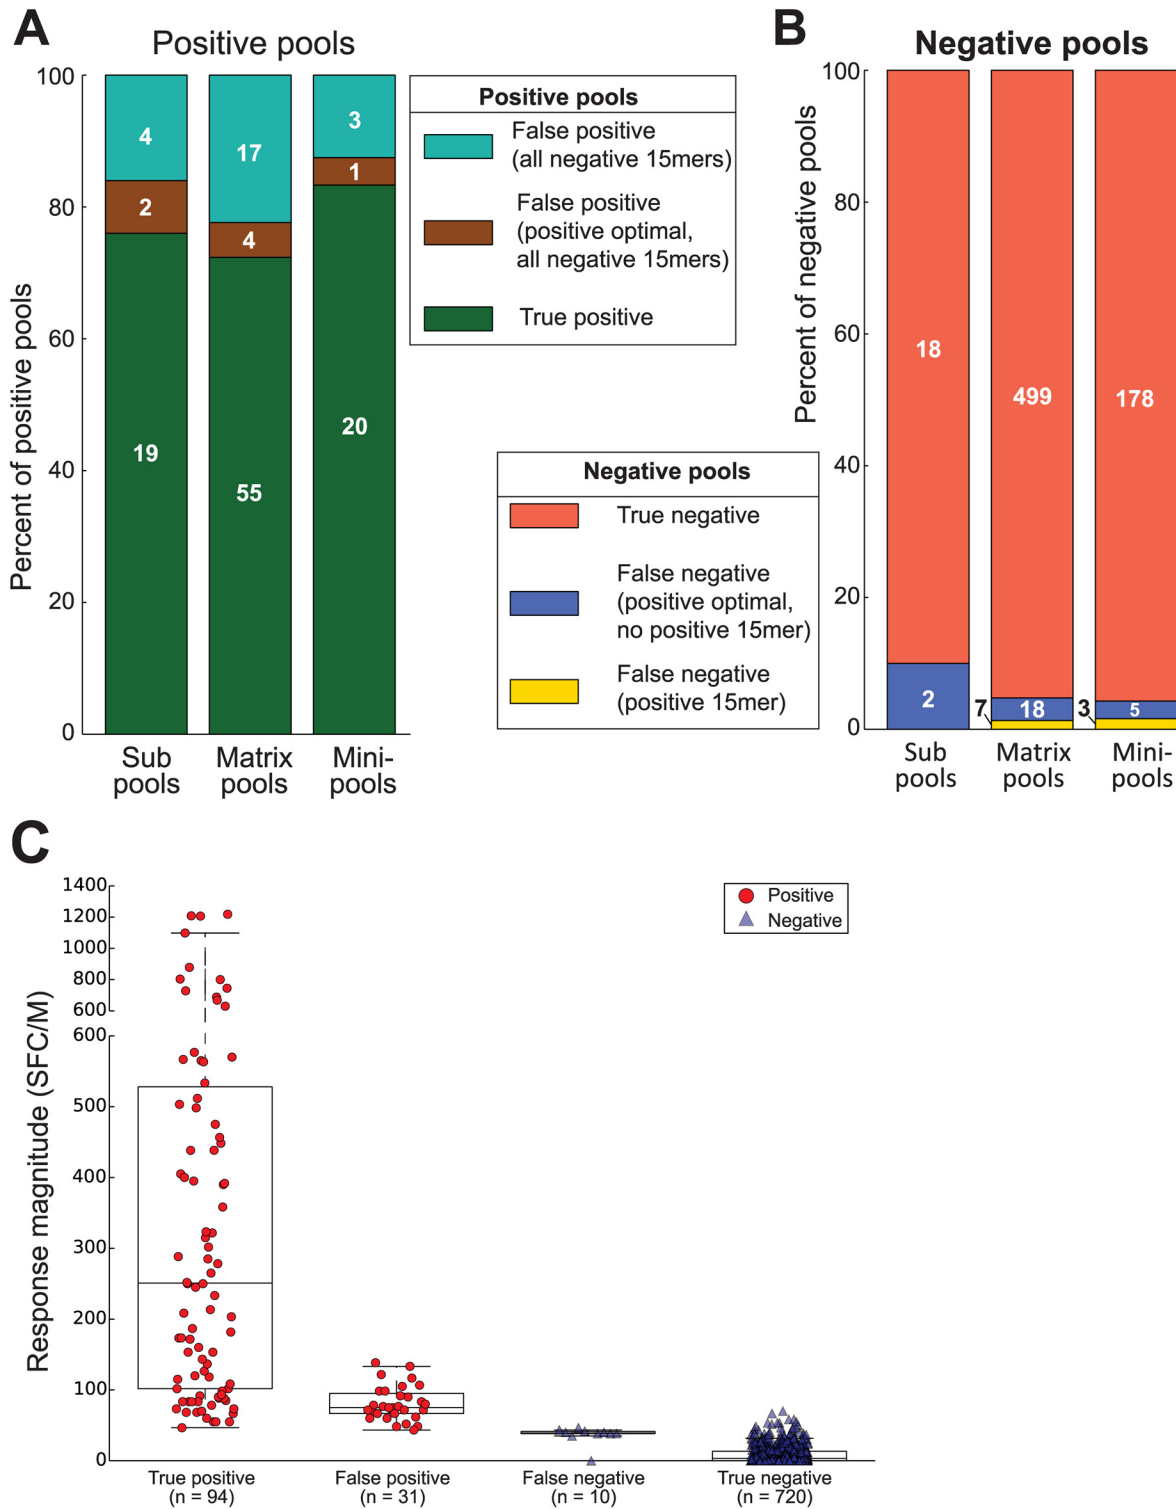 A
Positive pools
Percent of positive pools
100
80
60
40
20
0
4
2
19
17
4
55
3
1
20
Sub
pools
Matrix
pools
Mini-
pools
Positive pools
False positive
(all negative 15mers)
False positive
(positive optimal,
all negative 15mers)
True positive
B
Negative pools
Percent of negative pools
100
80
60
40
20
0
18
2
499
7
18
178
3
5
Sub
pools
Matrix
pools
Mini-
pools
Negative pools
True negative
False negative
(positive optimal,
no positive 15mer)
False negative
(positive 15mer)
C
Response magnitude (SFC/M)
1400
1200
1000
800
600
600
500
400
300
200
100
0
Positive
Negative
True positive
(n = 94)
False positive
(n = 31)
False negative
(n = 10)
True negative
(n = 720)